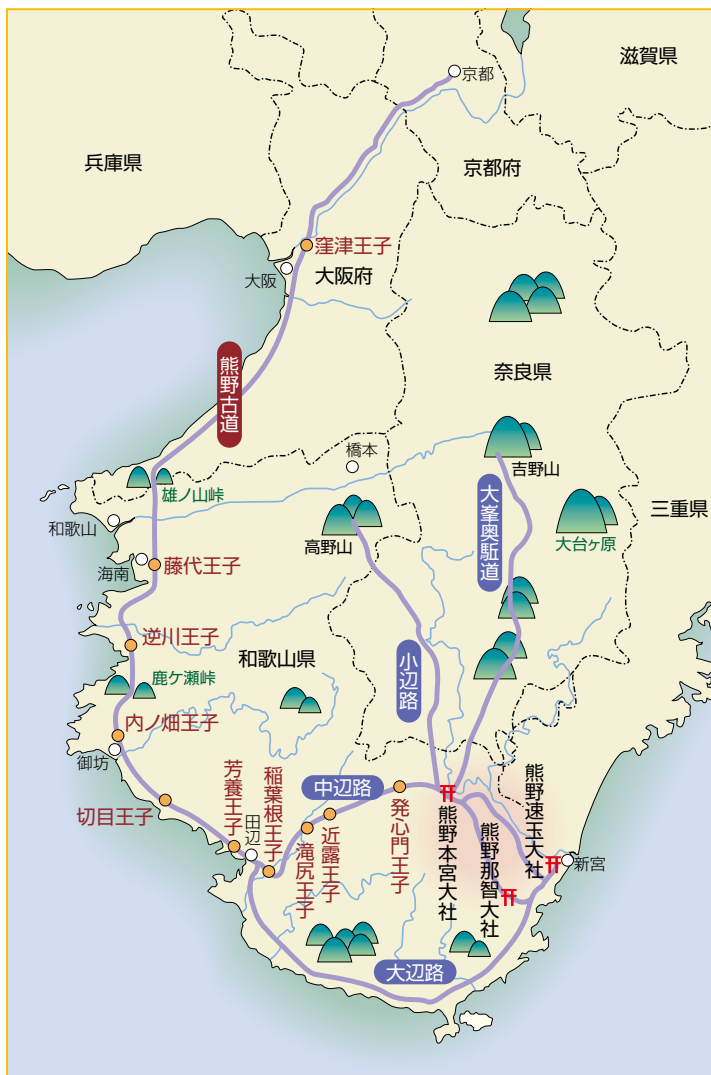 滋賀県
京都
兵庫県
京都府
窪津王子
大阪
大阪府
熊野古道
奈良県
橋本
吉野山
雄ノ山峠
和歌山
高野山
大峯奥駈道
大台ヶ原
三重県
海南
藤代王子
逆川王子
和歌山県
小辺路
鹿ケ瀬峠
内ノ畑王子
御坊
切目王子
芳養王子
田辺
稲葉根王子
滝尻王子
近露王子
中辺路
発心門王子
熊野本宮大社
熊野那智大社
熊野速玉大社
新宮
大辺路